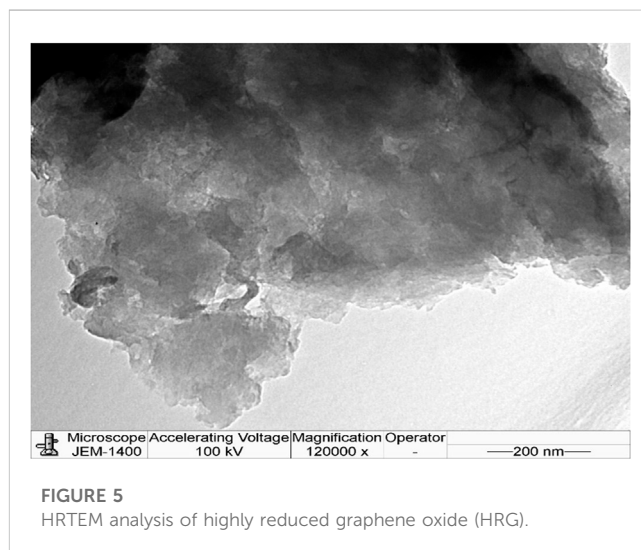 Microscope Accelerating Voltage Magnification Operator
JEM-1400 100 kV 120000 x - 200 nm
FIGURE 5
HRTEM analysis of highly reduced graphene oxide (HRG).